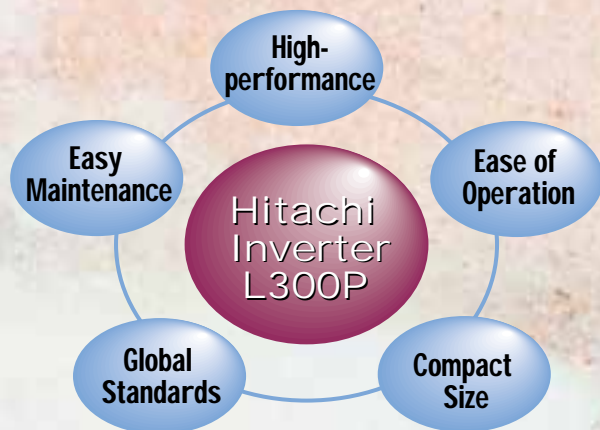 High-
performance
Easy
Maintenance
Ease of
Operation
Hitachi
Inverter
L300P
Global
Standards
Compact
Size